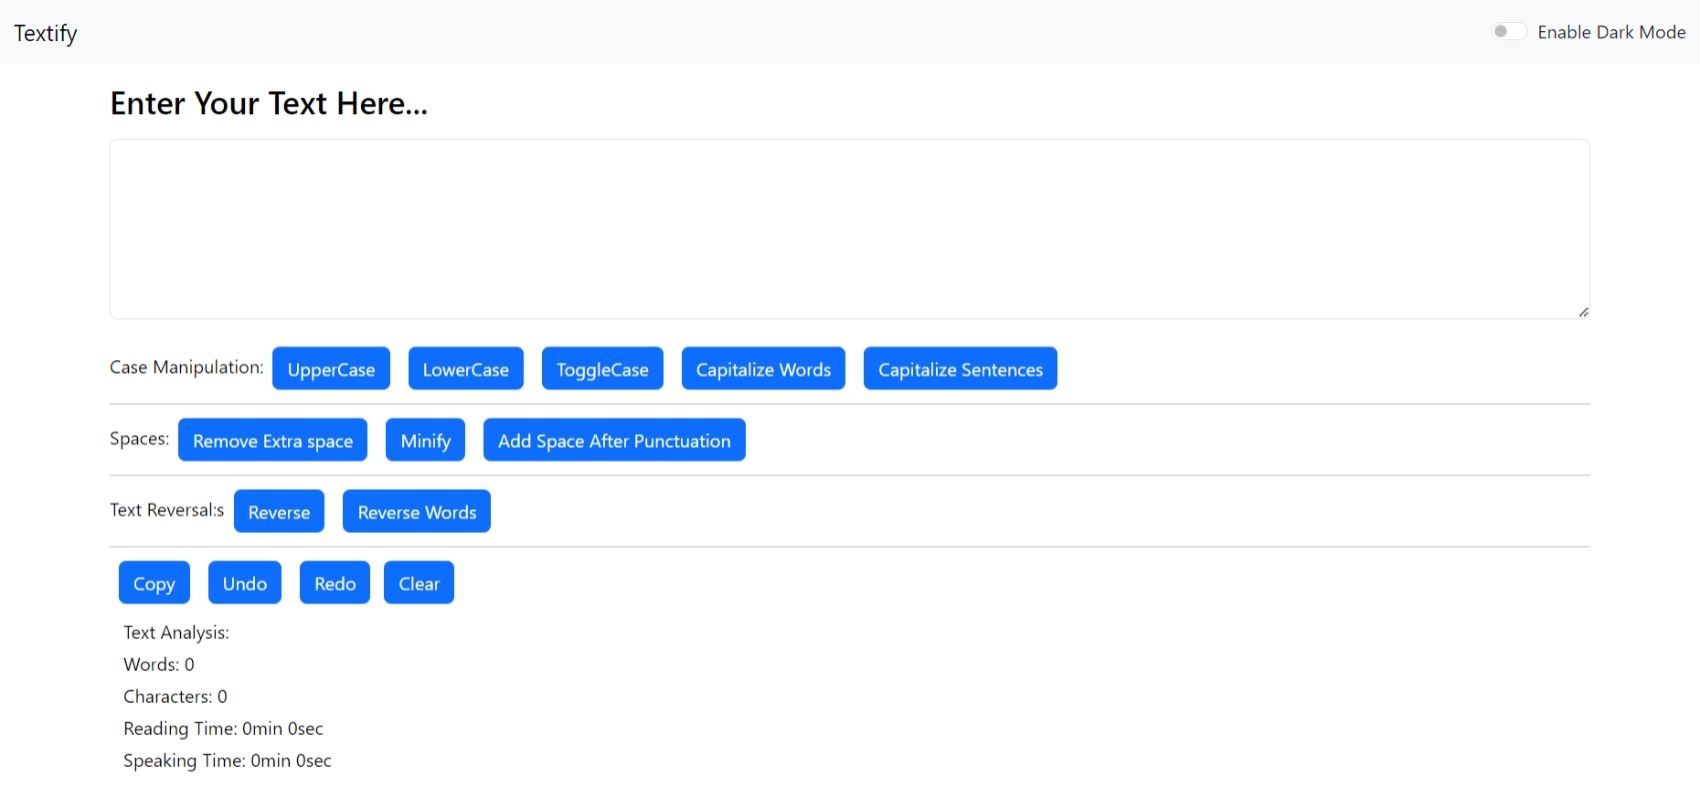 Textify Enable Dark Mode
Enter Your Text Here...
Case Manipulation: UpperCase LowerCase ToggleCase Capitalize Words Capitalize Sentences
Spaces: Remove Extra space Minify Add Space After Punctuation
Text Reversal:s Reverse Reverse Words
Copy Undo Redo Clear
Text Analysis:
Words: 0
Characters: 0
Reading Time: 0min 0sec
Speaking Time: 0min 0sec